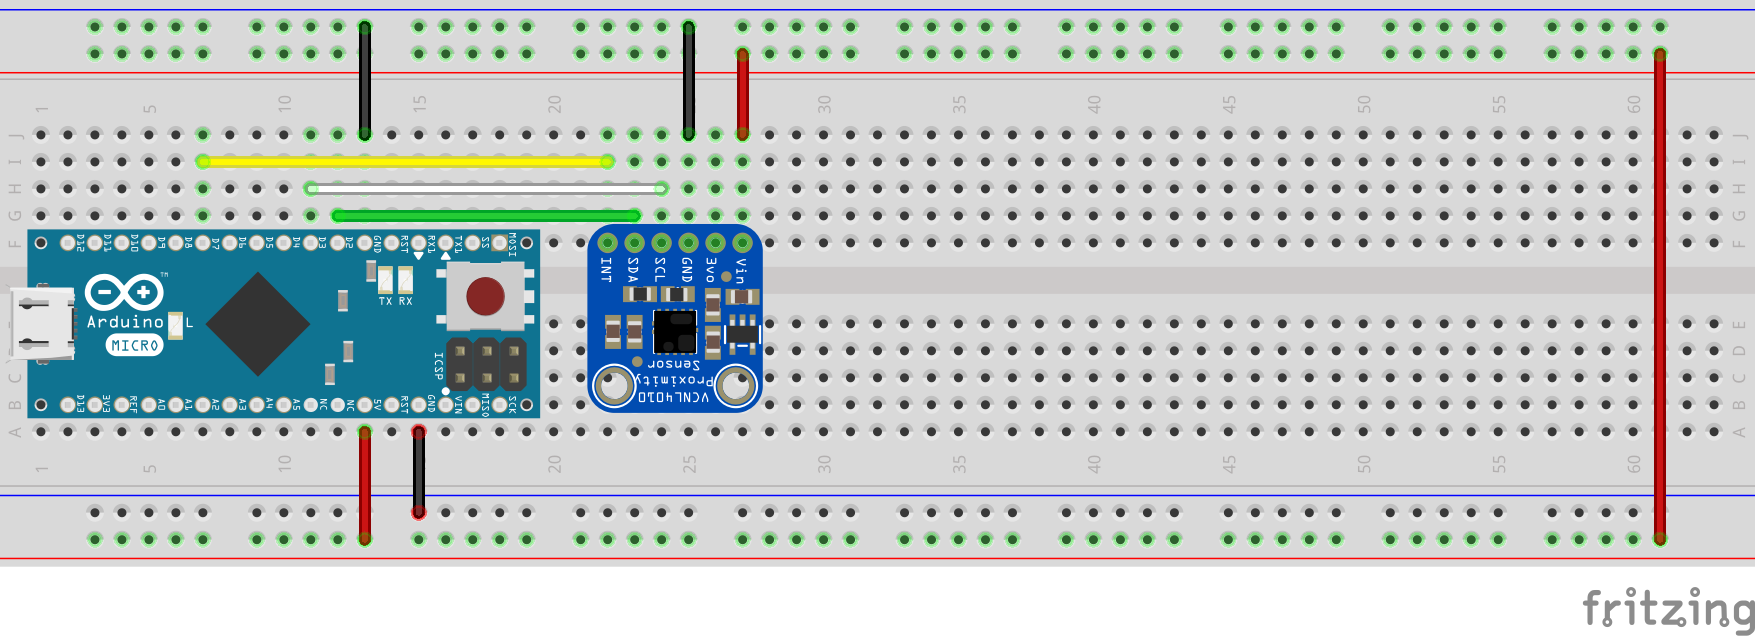 1 5 10 15 20 25 30 35 40 45 50 55 60
J J
I I
H H
G G
F F
D12 D11 D10 D9 D8 D7 D6 D5 D4 D3 D2 GND RST RX1 TX1 SS MOSI
INT SDA SCL GND 3vo Vin
TX RX
™
Arduino L
MICRO
ICSP
E
Sensor
Proximity
VCNL4010
D
C C
B B
D13 3V3 REF A0 A1 A2 A3 A4 A5 NC NC 5V RST GND VIN MISO SCK
A A
1 5 10 20 25 30 35 40 45 50 55 60
fritzing